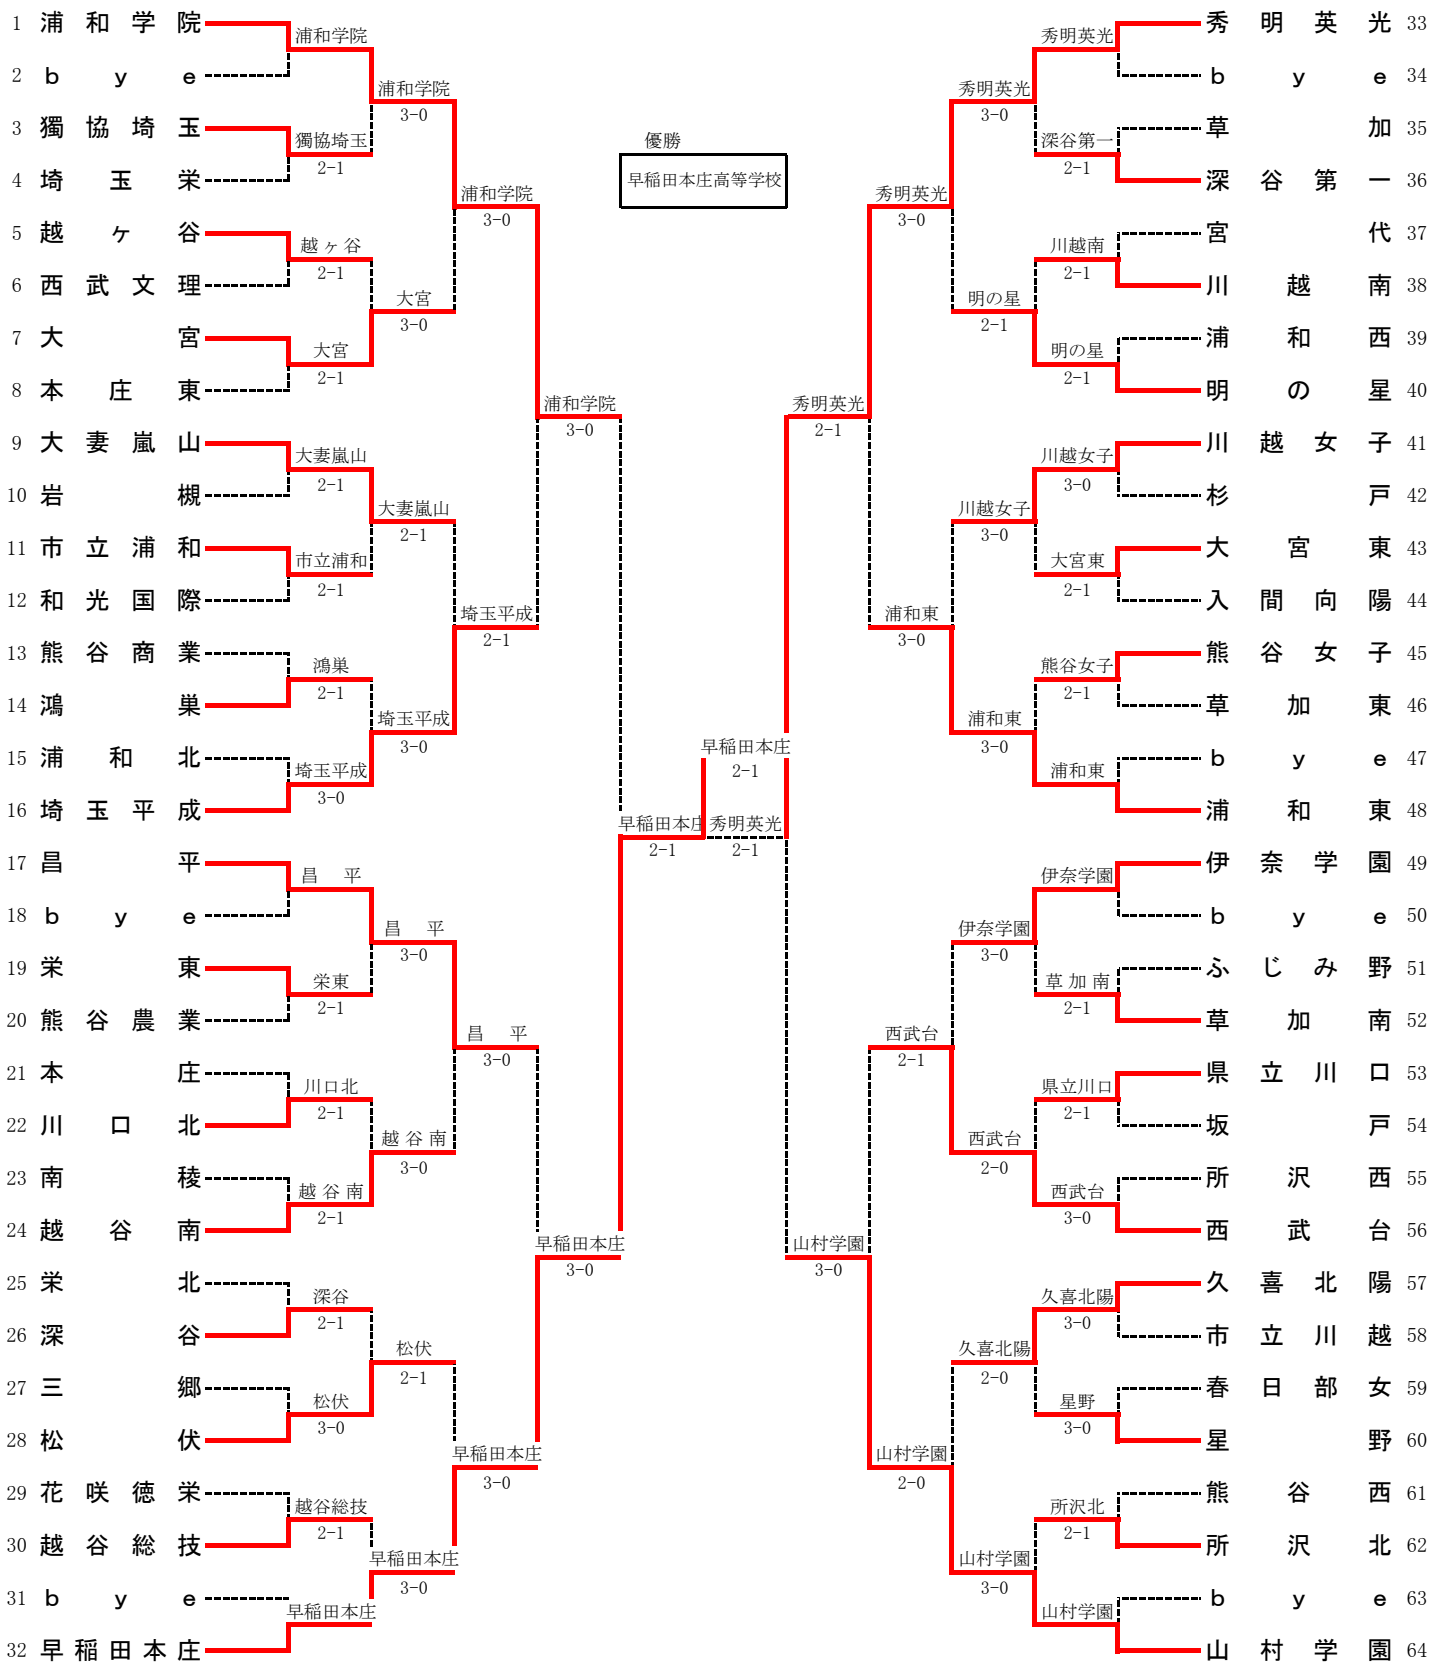 1 浦和学院
浦和学院
2 bye
浦和学院
3-0
3 獨協埼玉
獨協埼玉
2-1
4 埼玉栄
浦和学院
3-0
5 越ヶ谷
越ヶ谷
2-1
6 西武文理
大宮
3-0
7 大宮
大宮
2-1
8 本庄東
浦和学院
3-0
9 大妻嵐山
大妻嵐山
2-1
10 岩槻
大妻嵐山
2-1
11 市立浦和
市立浦和
2-1
12 和光国際
埼玉平成
2-1
13 熊谷商業
鴻巣
2-1
14 鴻巣
埼玉平成
3-0
15 浦和北
埼玉平成
3-0
16 埼玉平成
早稲田本庄
2-1
17 昌平
昌平
18 bye
昌平
3-0
19 栄東
栄東
2-1
20 熊谷農業
昌平
3-0
21 本庄
川口北
2-1
22 川口北
越谷南
3-0
23 南稜
越谷南
2-1
24 越谷南
早稲田本庄
3-0
25 栄北
深谷
2-1
26 深谷
松伏
2-1
27 三郷
松伏
3-0
28 松伏
早稲田本庄
3-0
29 花咲徳栄
越谷総技
2-1
30 越谷総技
早稲田本庄
3-0
31 bye
早稲田本庄
32 早稲田本庄
優勝
早稲田本庄高等学校
早稲田本庄
2-1
秀明英光
2-1
秀明英光 33
秀明英光
bye 34
秀明英光
3-0
草加 35
深谷第一
2-1
深谷第一 36
秀明英光
3-0
宮代 37
川越南
2-1
川越南 38
明の星
2-1
浦和西 39
明の星
2-1
明の星 40
秀明英光
2-1
川越女子 41
川越女子
3-0
杉戸 42
川越女子
3-0
大宮東 43
大宮東
2-1
入間向陽 44
浦和東
3-0
熊谷女子 45
熊谷女子
2-1
草加東 46
浦和東
3-0
bye 47
浦和東
浦和東 48
伊奈学園 49
伊奈学園
bye 50
伊奈学園
3-0
ふじみ野 51
草加南
2-1
草加南 52
西武台
2-1
県立川口 53
県立川口
2-1
坂戸 54
西武台
2-0
所沢西 55
西武台
3-0
西武台 56
山村学園
3-0
久喜北陽 57
久喜北陽
3-0
市立川越 58
久喜北陽
2-0
春日部女 59
星野
3-0
星野 60
山村学園
2-0
熊谷西 61
所沢北
2-1
所沢北 62
山村学園
3-0
bye 63
山村学園
山村学園 64